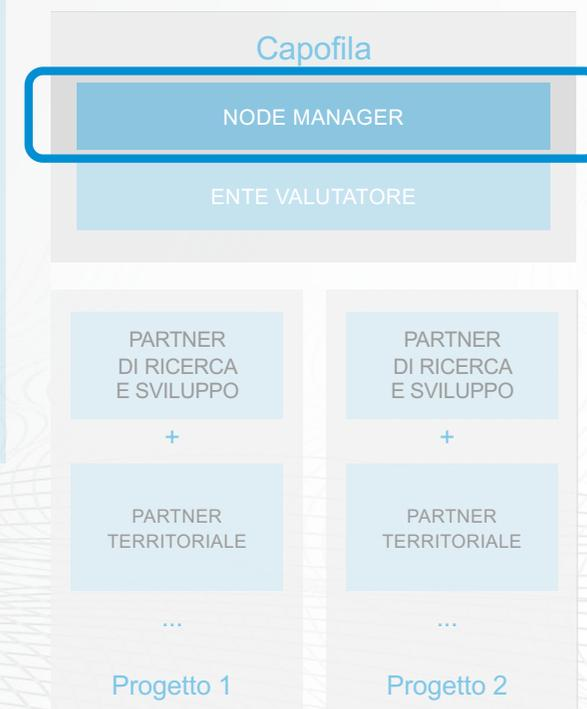 Capofila
NODE MANAGER
ENTE VALUTATORE
PARTNER
DI RICERCA
E SVILUPPO
+
PARTNER
TERRITORIALE
...
Progetto 1
PARTNER
DI RICERCA
E SVILUPPO
+
PARTNER
TERRITORIALE
...
Progetto 2